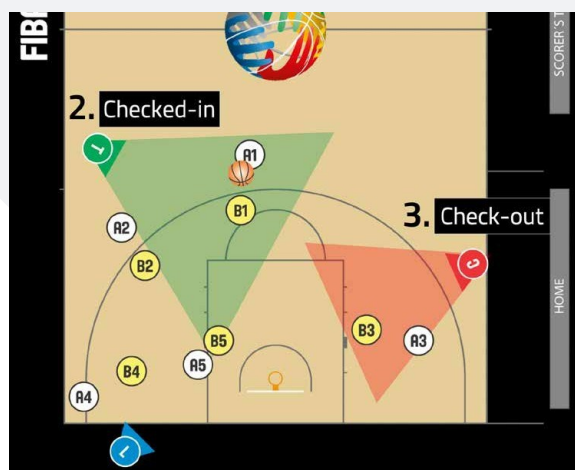 FIB
SCORER'S T
2. Checked-in
T
A1
B1
3. Check-out
A2
B2
C
HOME
B3
A3
B5
A5
B4
A4
L